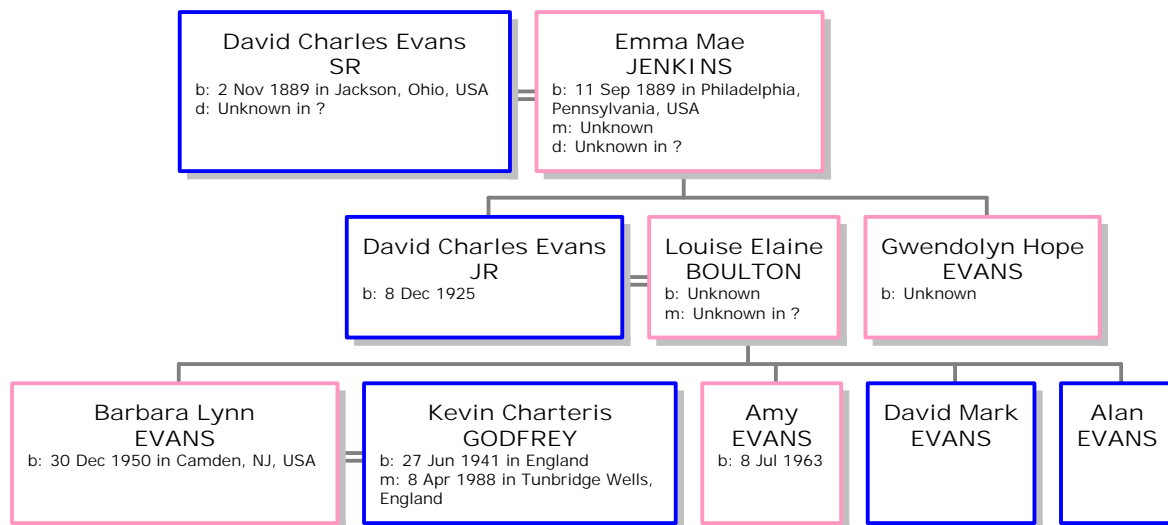 David Charles Evans
SR
b: 2 Nov 1889 in Jackson, Ohio, USA
d: Unknown in ?
Emma Mae
JENKINS
b: 11 Sep 1889 in Philadelphia,
Pennsylvania, USA
m: Unknown
d: Unknown in ?
David Charles Evans
JR
b: 8 Dec 1925
Louise Elaine
BOULTON
b: Unknown
m: Unknown in ?
Gwendolyn Hope
EVANS
b: Unknown
Barbara Lynn
EVANS
b: 30 Dec 1950 in Camden, NJ, USA
Kevin Charteris
GODFREY
b: 27 Jun 1941 in England
m: 8 Apr 1988 in Tunbridge Wells,
England
Amy
EVANS
b: 8 Jul 1963
David Mark
EVANS
Alan
EVANS